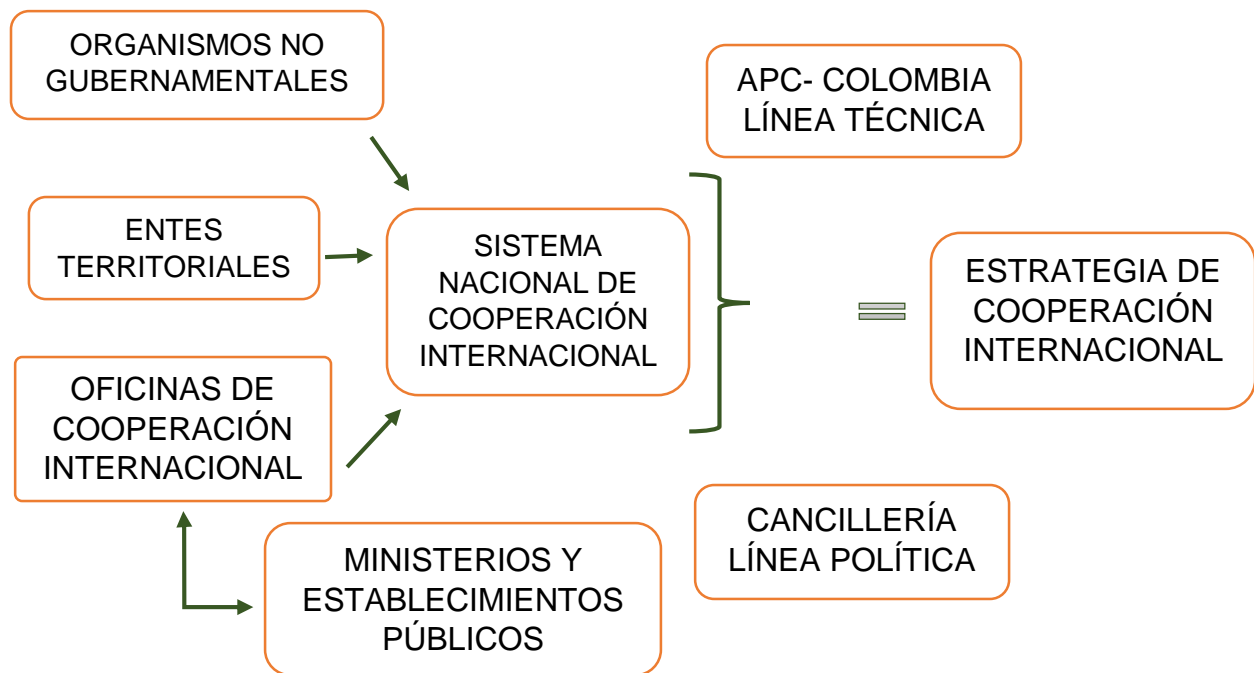 ORGANISMOS NO
GUBERNAMENTALES
APC- COLOMBIA
LÍNEA TÉCNICA
ENTES
TERRITORIALES
SISTEMA
NACIONAL DE
COOPERACIÓN
INTERNACIONAL
ESTRATEGIA DE
COOPERACIÓN
INTERNACIONAL
OFICINAS DE
COOPERACIÓN
INTERNACIONAL
CANCILLERÍA
LÍNEA POLÍTICA
MINISTERIOS Y
ESTABLECIMIENTOS
PÚBLICOS